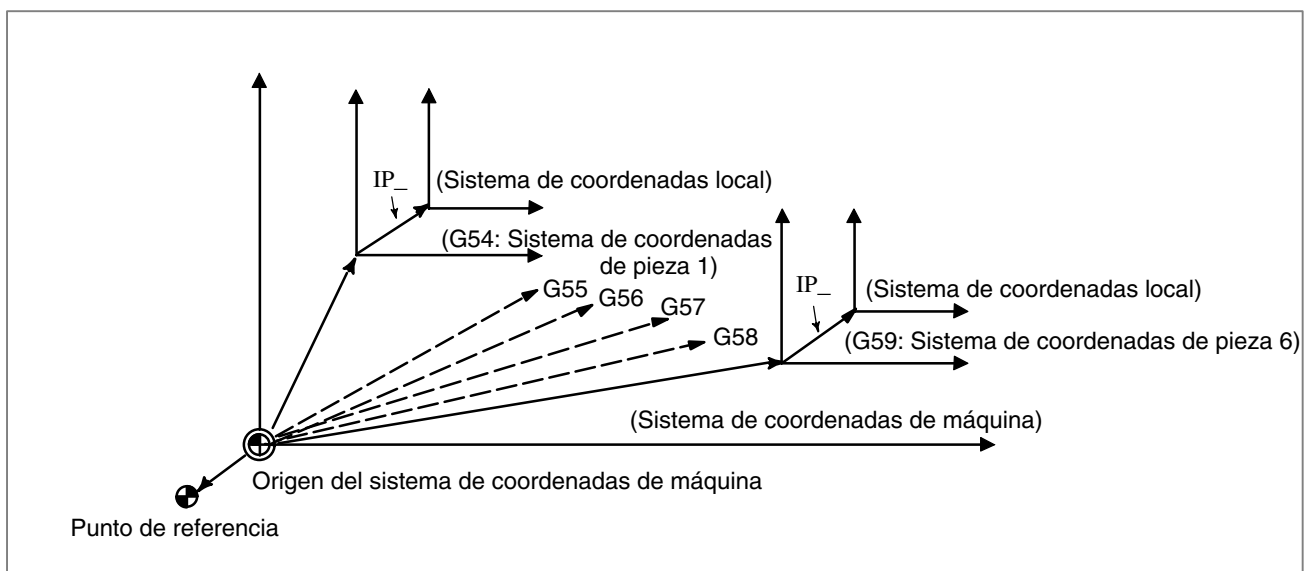 IP_
(Sistema de coordenadas local)
(G54: Sistema de coordenadas
de pieza 1)
G55
G56
G57
G58
IP_
(Sistema de coordenadas local)
(G59: Sistema de coordenadas de pieza 6)
(Sistema de coordenadas de máquina)
Origen del sistema de coordenadas de máquina
Punto de referencia